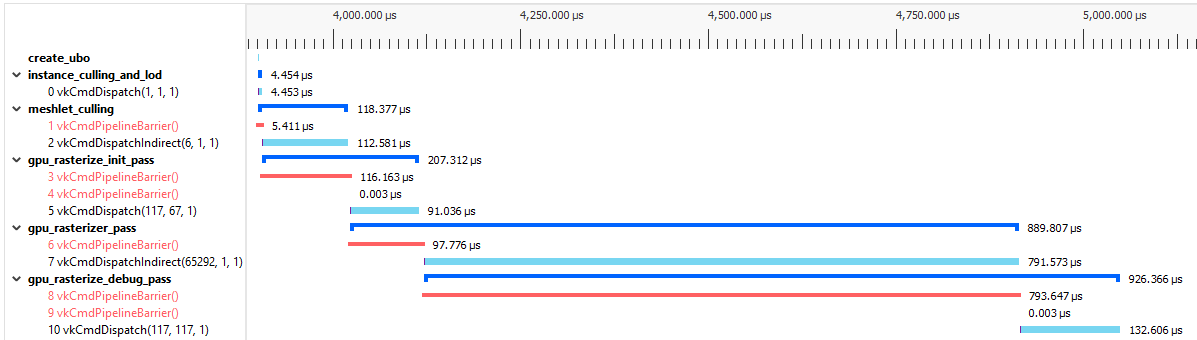 4,000.000 µs 4,250.000 µs 4,500.000 µs 4,750.000 µs 5,000.000 µs
create_ubo
instance_culling_and_lod 4.454 µs
0 vkCmdDispatch(1, 1, 1) 4.453 µs
meshlet_culling 118.377 µs
1 vkCmdPipelineBarrier() 5.411 µs
2 vkCmdDispatchIndirect(6, 1, 1) 112.581 µs
gpu_rasterize_init_pass 207.312 µs
3 vkCmdPipelineBarrier() 116.163 µs
4 vkCmdPipelineBarrier() 0.003 µs
5 vkCmdDispatch(117, 67, 1) 91.036 µs
gpu_rasterizer_pass 889.807 µs
6 vkCmdPipelineBarrier() 97.776 µs
7 vkCmdDispatchIndirect(65292, 1, 1) 791.573 µs
gpu_rasterize_debug_pass 926.366 µs
8 vkCmdPipelineBarrier() 793.647 µs
9 vkCmdPipelineBarrier() 0.003 µs
10 vkCmdDispatch(117, 117, 1) 132.606 µs